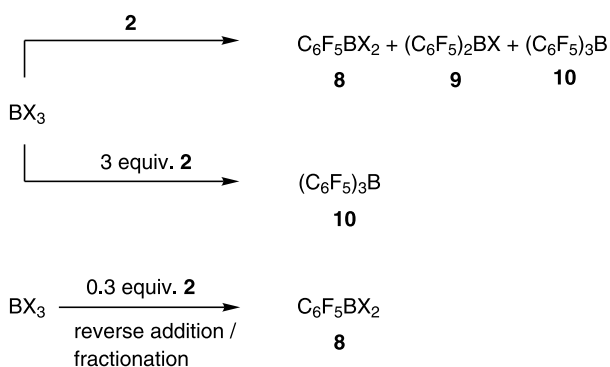 2
C₆F₅BX₂ + (C₆F₅)₂BX + (C₆F₅)₃B
8 9 10
BX₃
3 equiv. 2
(C₆F₅)₃B
10
BX₃
0.3 equiv. 2
C₆F₅BX₂
reverse addition /
fractionation
8